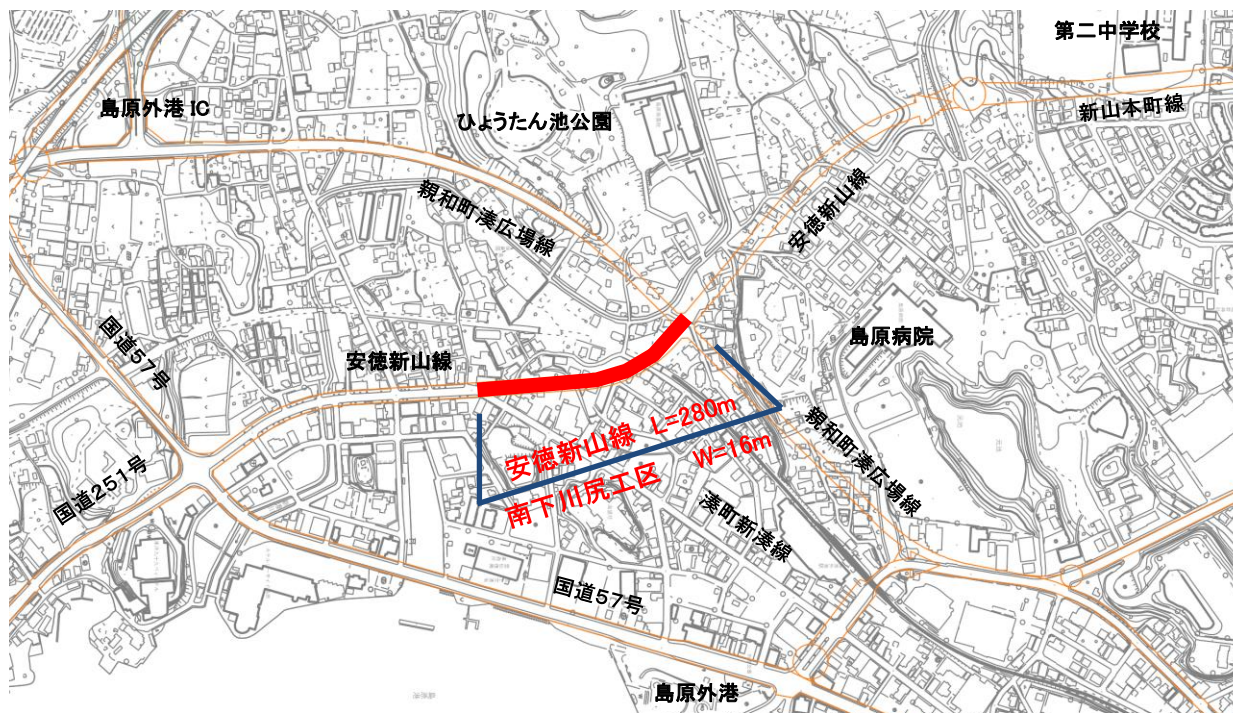 第二中学校
島原外港 IC
新山本町線
ひょうたん池公園
親和町湊広場線
安徳新山線
国道57号
安徳新山線
島原病院
安徳新山線 L=280m
南下川尻工区 W=16m
国道251号
親和町湊広場線
湊町新湊線
国道57号
島原外港